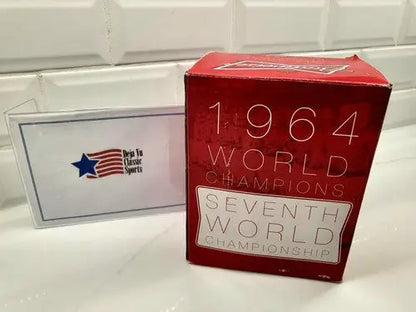 Deja Vu
Classic
Sports
1964
WORLD
CHAMPIONS
SEVENTH
WORLD
CHAMPIONSHIP